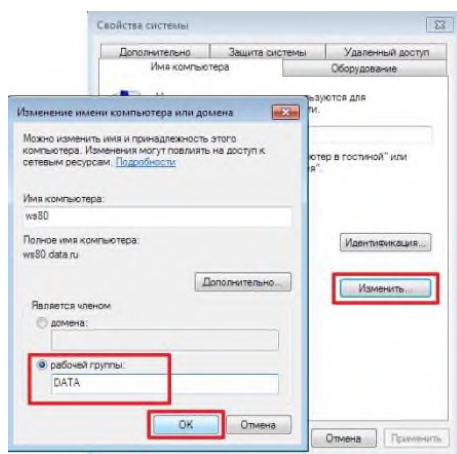 Свойства системы
Дополнительно
Защита системы
Удаленный доступ
Имя компьютера
Оборудование
ти.
Идентификация...
Изменить...
Отмена
Применить
Изменение имени компьютера или домена
Можно изменить имя и принадлежность этого
компьютера. Изменения могут повлиять на доступ к
сетевым ресурсам. Подробности
Имя компьютера:
ws80
Полное имя компьютера:
ws80.data.ru
Дополнительно...
Является членом
домена:
рабочей группы:
DATA
OK
Отмена